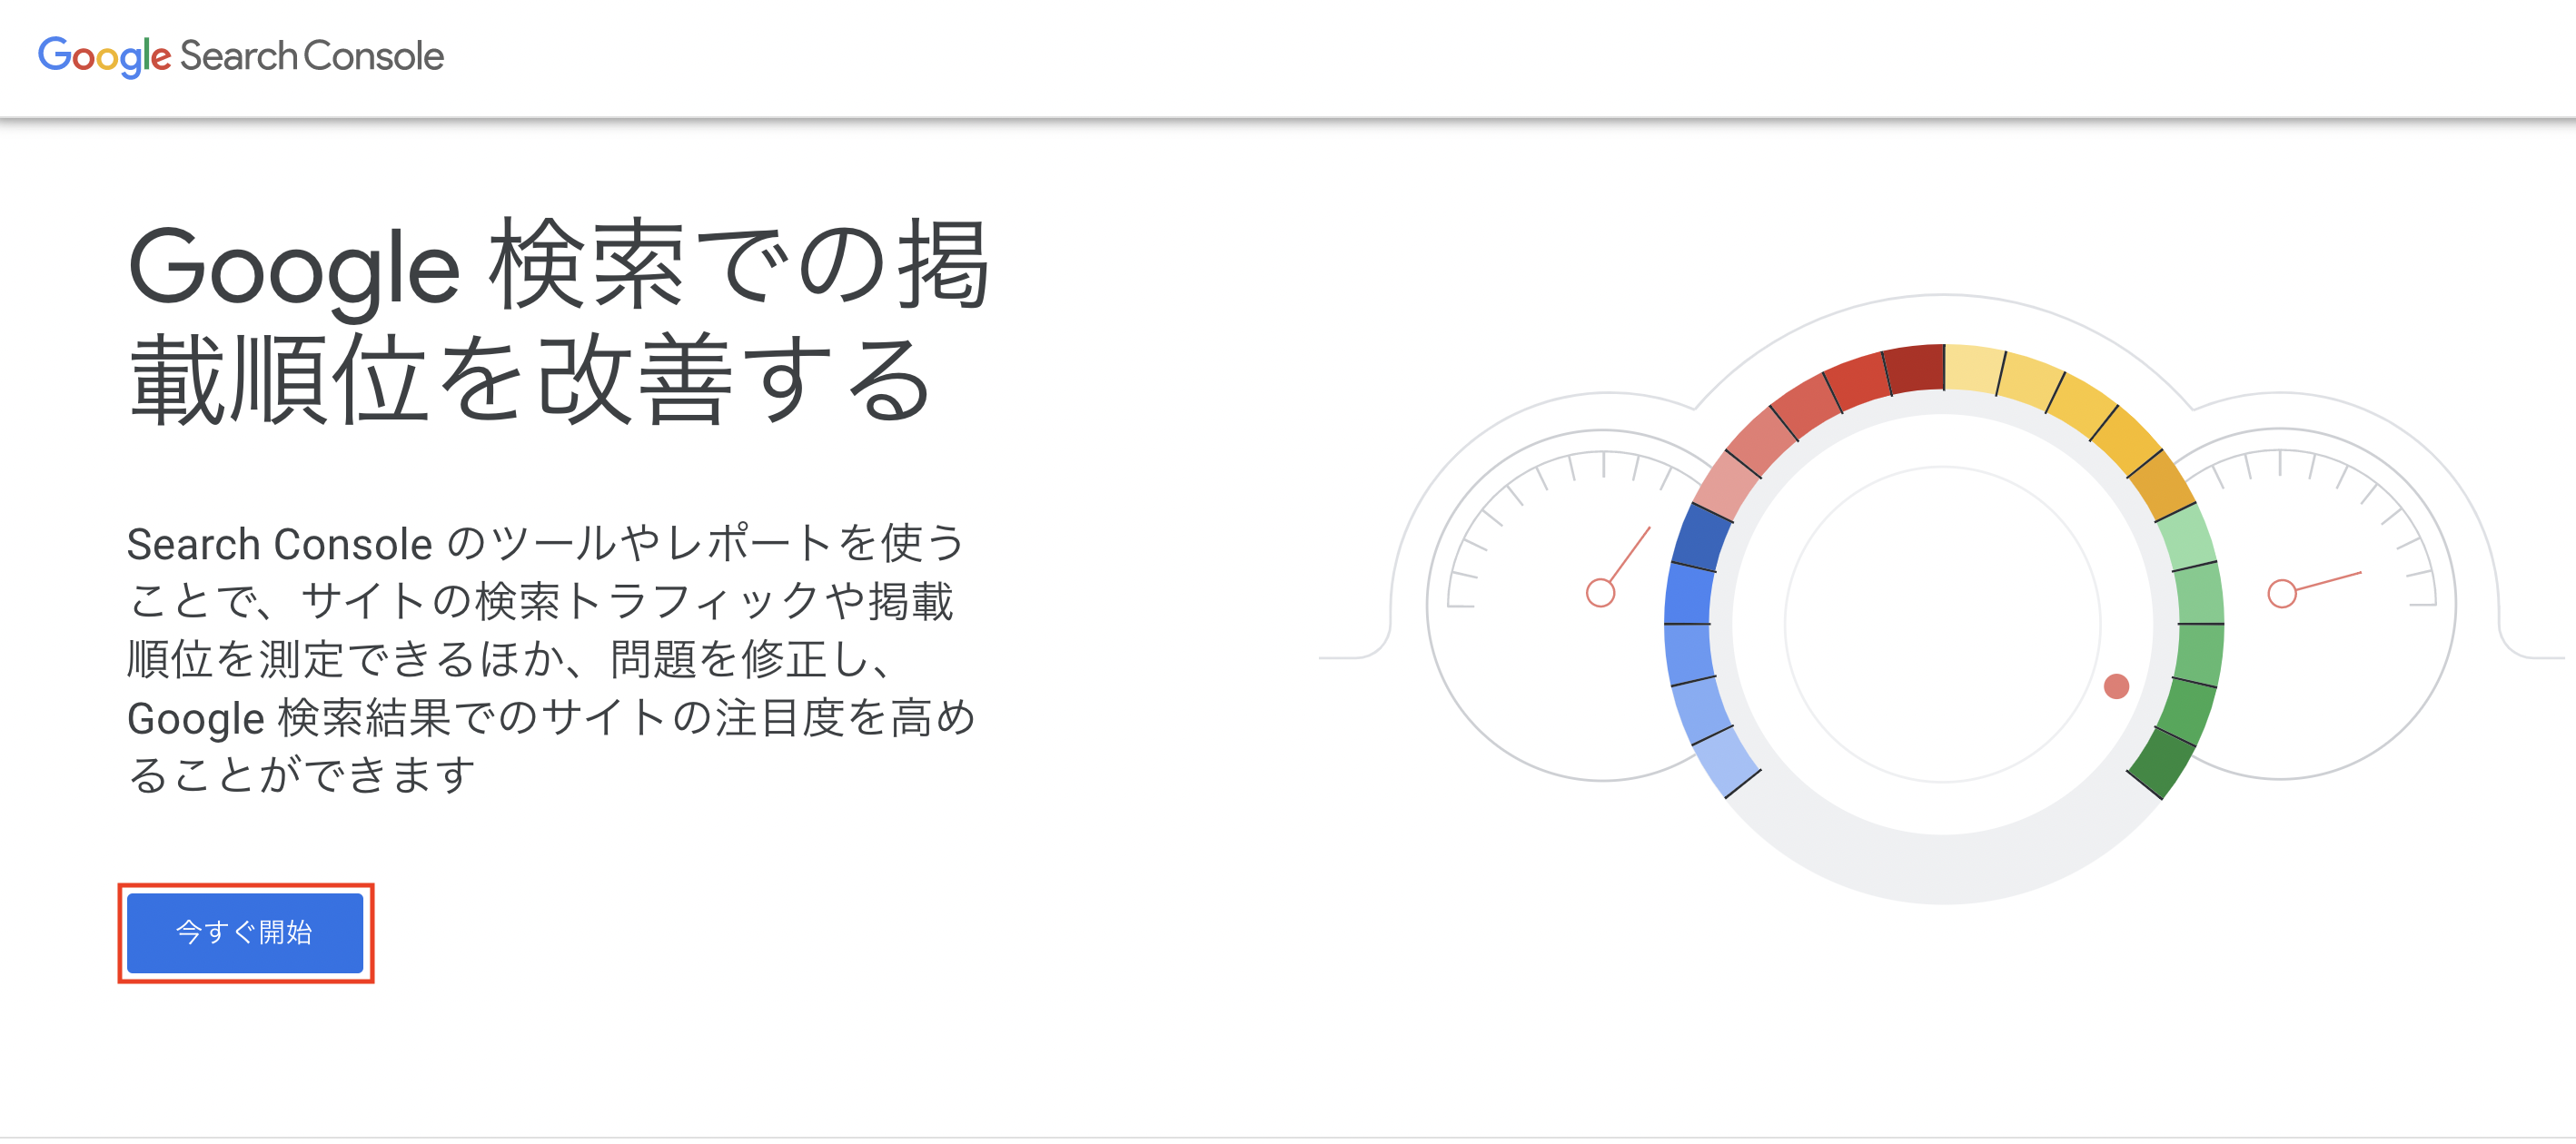 Google Search Console
Google 検索での掲
載順位を改善する
Search Console のツールやレポートを使う
ことで、サイトの検索トラフィックや掲載
順位を測定できるほか、問題を修正し、
Google 検索結果でのサイトの注目度を高め
ることができます
今すぐ開始